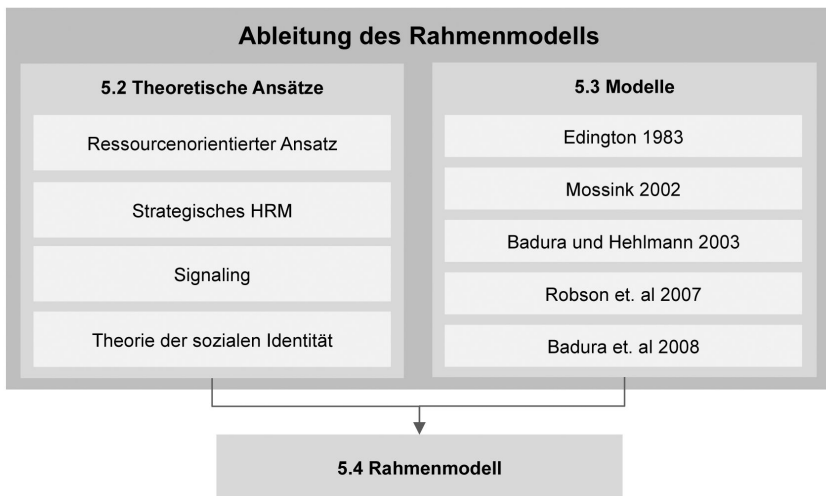 Ableitung des Rahmenmodells
5.2 Theoretische Ansätze
Ressourcenorientierter Ansatz
Strategisches HRM
Signaling
Theorie der sozialen Identität
5.3 Modelle
Edington 1983
Mossink 2002
Badura und Hehlmann 2003
Robson et. al 2007
Badura et. al 2008
5.4 Rahmenmodell